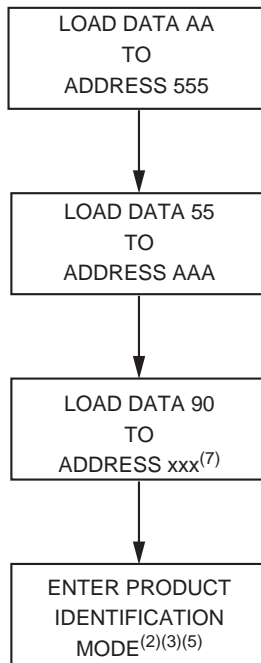 LOAD DATA AA
TO
ADDRESS 555
LOAD DATA 55
TO
ADDRESS AAA
LOAD DATA 90
TO
ADDRESS xxx(7)
ENTER PRODUCT
IDENTIFICATION
MODE(2)(3)(5)